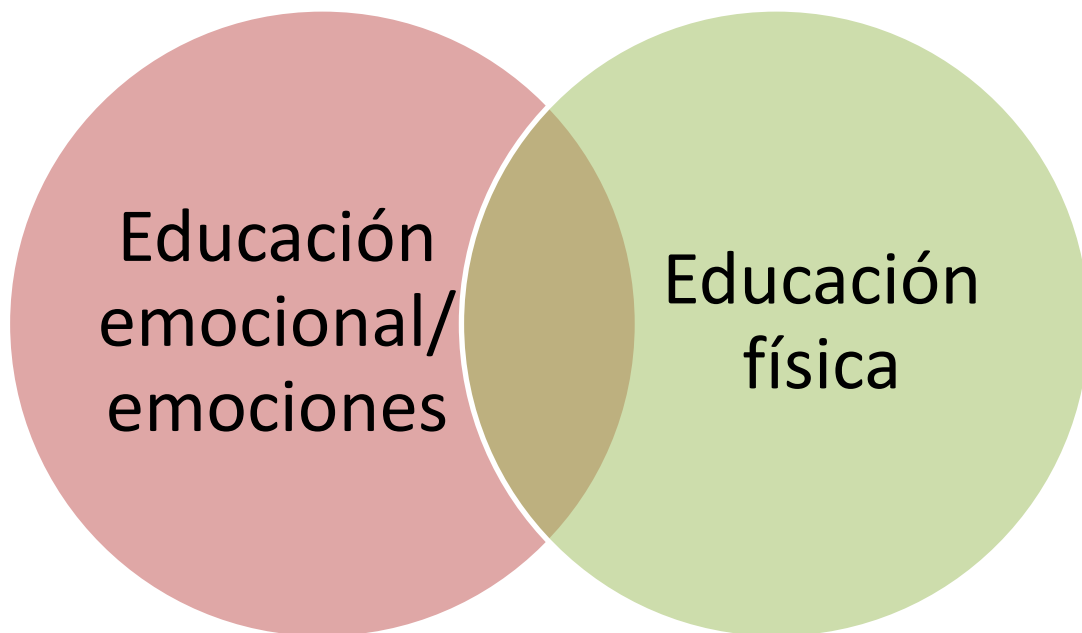 Educación
emocional/
emociones
Educación
física